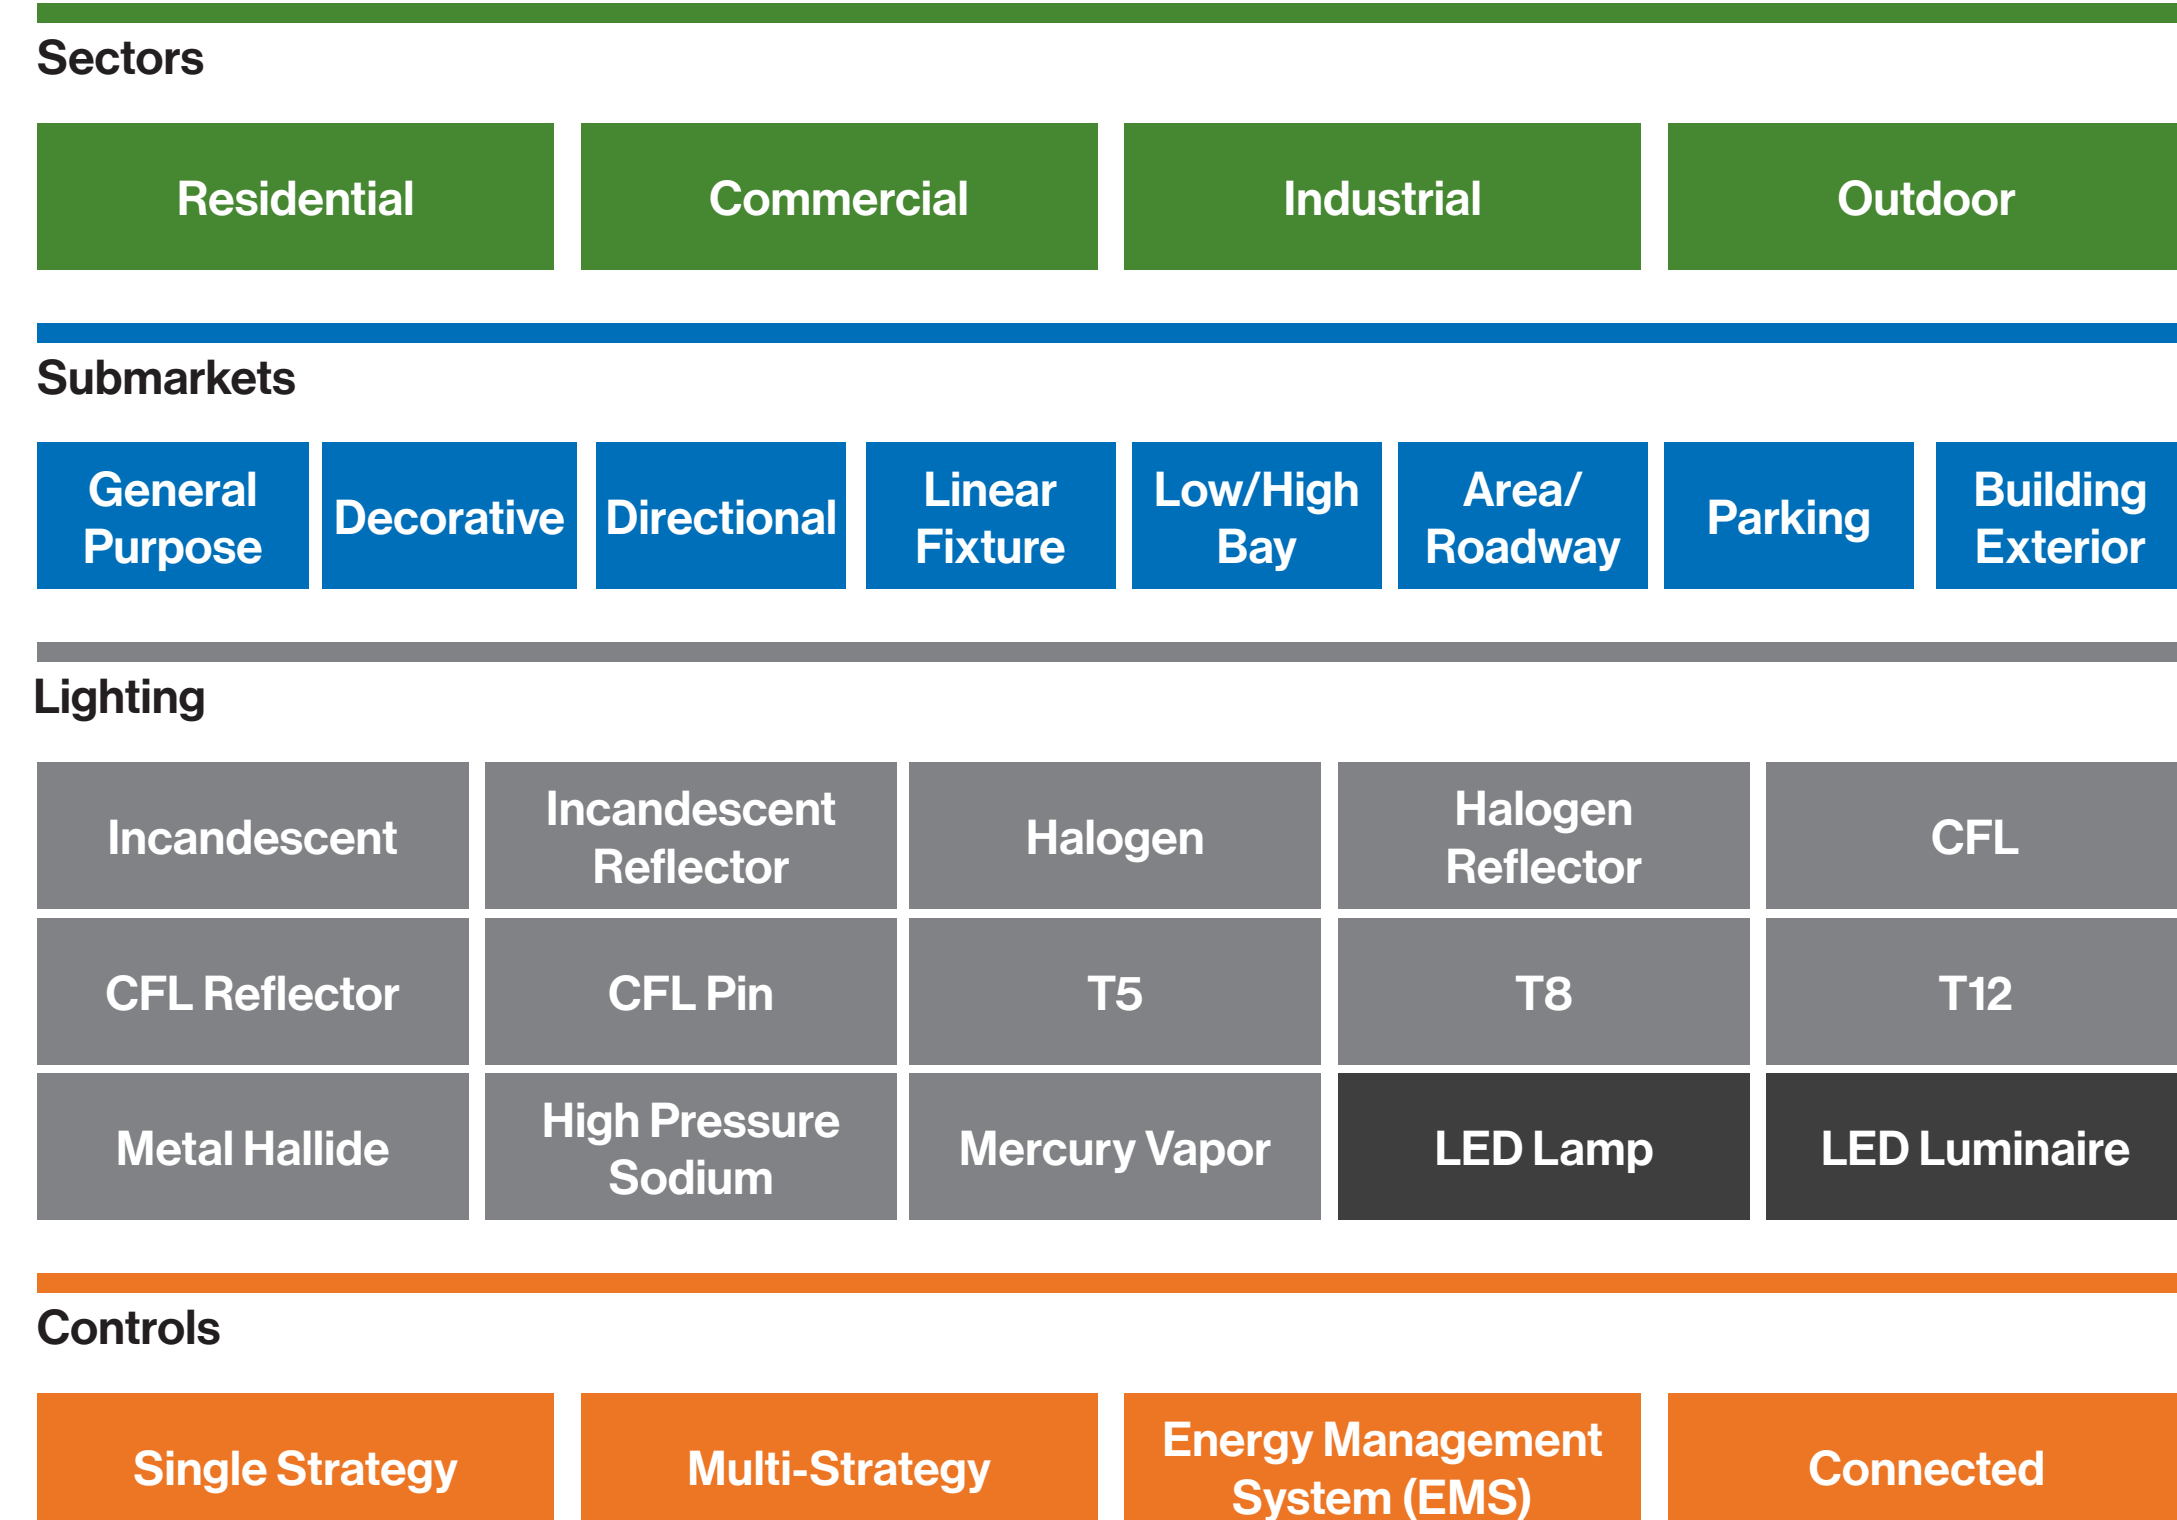 Sectors
Residential
Commercial
Industrial
Outdoor
Submarkets
General
Purpose
Decorative
Directional
Linear
Fixture
Low/High
Bay
Area/
Roadway
Parking
Building
Exterior
Lighting
Incandescent
Incandescent
Reflector
Halogen
Halogen
Reflector
CFL
CFL Reflector
CFL Pin
T5
T8
T12
Metal Hallide
High Pressure
Sodium
Mercury Vapor
LED Lamp
LED Luminaire
Controls
Single Strategy
Multi-Strategy
Energy Management
System (EMS)
Connected